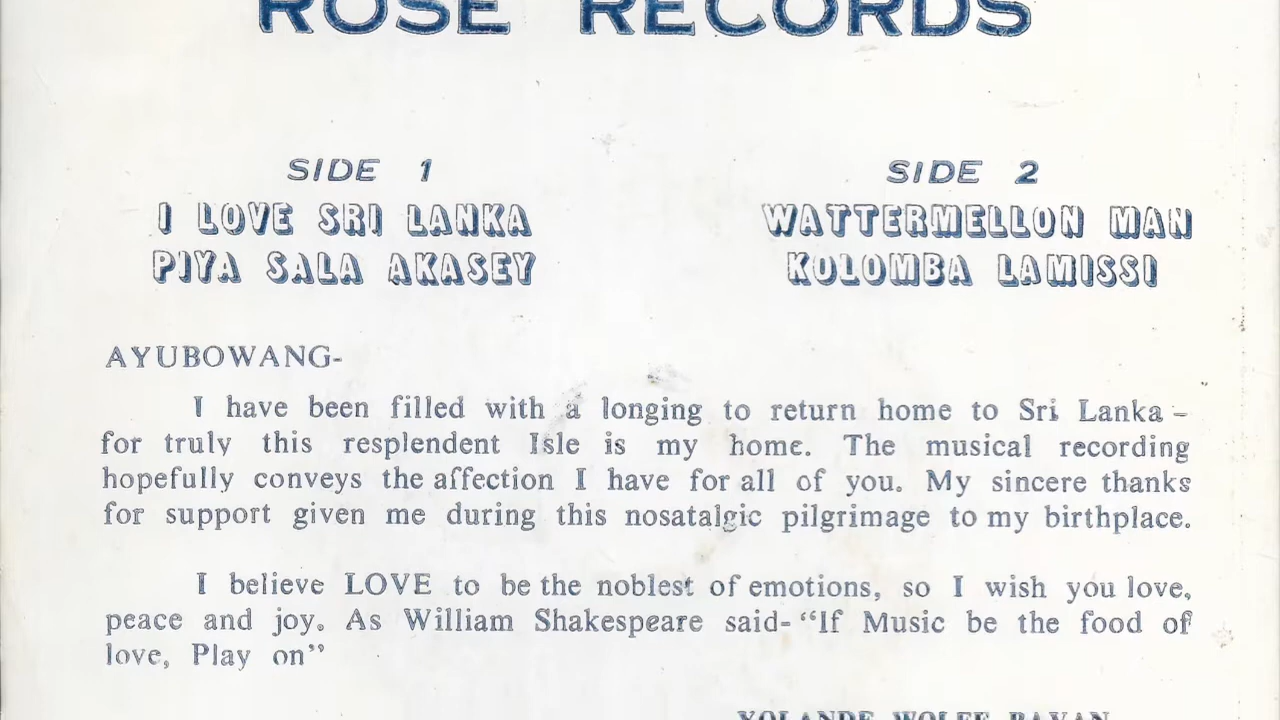 ROSE RECORDS
SIDE 1
I LOVE SRI LANKA
PIYA SALA AKASEY
SIDE 2
WATTERMELLON MAN
KOLOMBA LAMISSI
AYUBOWANG-
I have been filled with a longing to return home to Sri Lanka –
for truly this resplendent Isle is my home. The musical recording
hopefully conveys the affection I have for all of you. My sincere thanks
for support given me during this nosatalgic pilgrimage to my birthplace.
I believe LOVE to be the noblest of emotions, so I wish you love,
peace and joy. As William Shakespeare said- “If Music be the food of
love, Play on”
YOLANDE WOLFE BAVAN